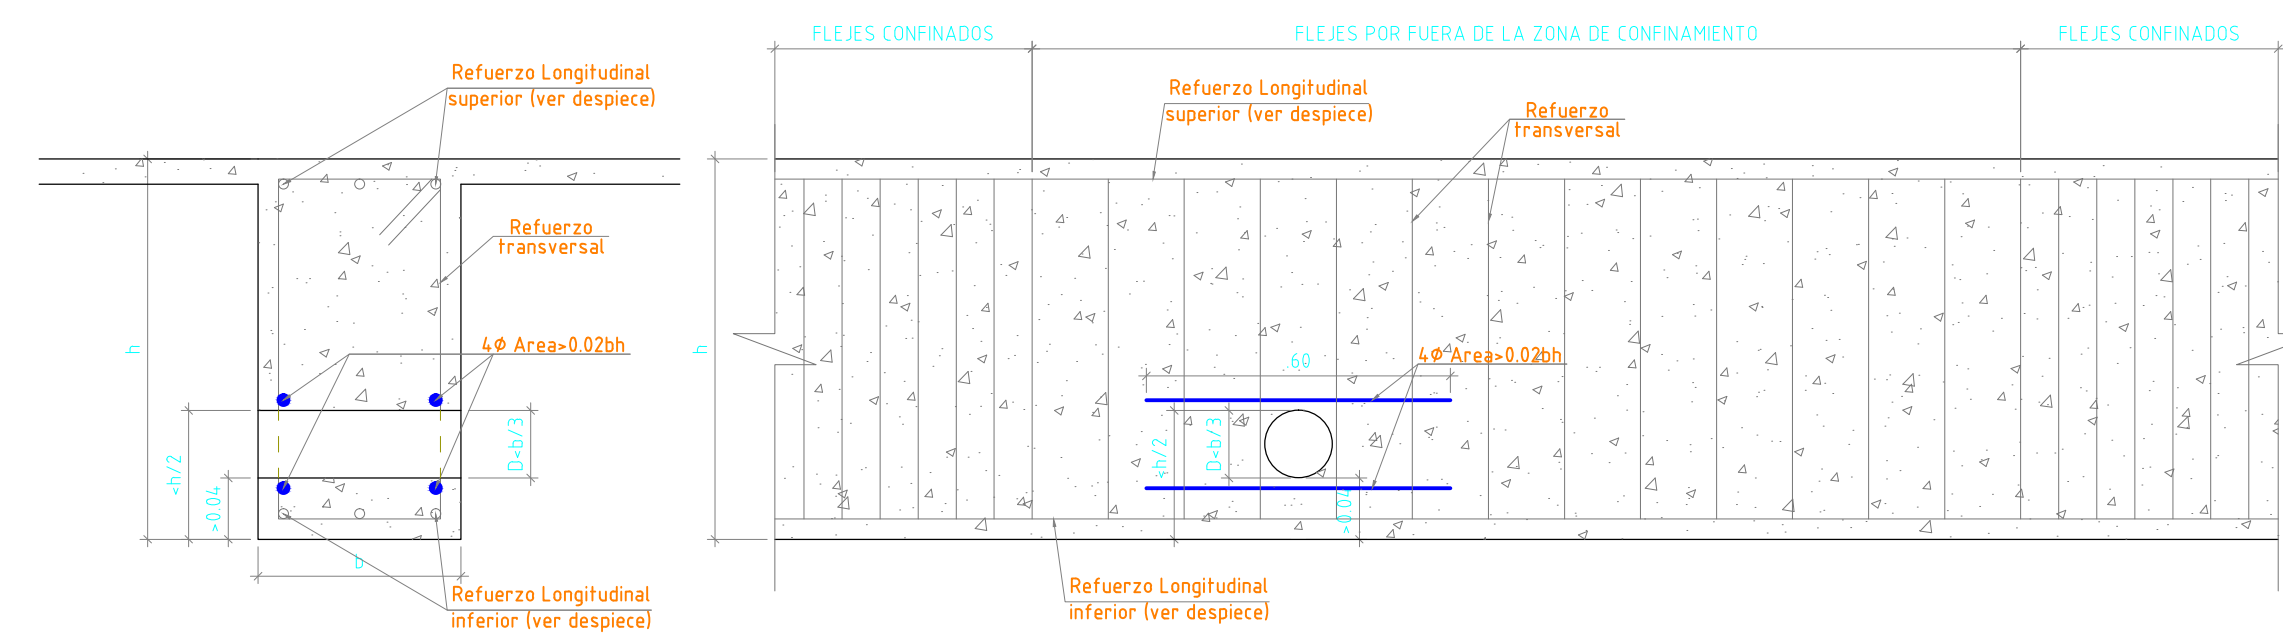 Refuerzo Longitudinal
superior (ver despiece)
Refuerzo
transversal
4Ø Area>0.02bh
h
<h/2
>0.04
D<b/3
b
Refuerzo Longitudinal
inferior (ver despiece)
FLEJES CONFINADOS
FLEJES POR FUERA DE LA ZONA DE CONFINAMIENTO
FLEJES CONFINADOS
Refuerzo Longitudinal
superior (ver despiece)
Refuerzo
transversal
h
.60
4Ø Area>0.02bh
<h/2
D<b/3
>0.04
Refuerzo Longitudinal
inferior (ver despiece)